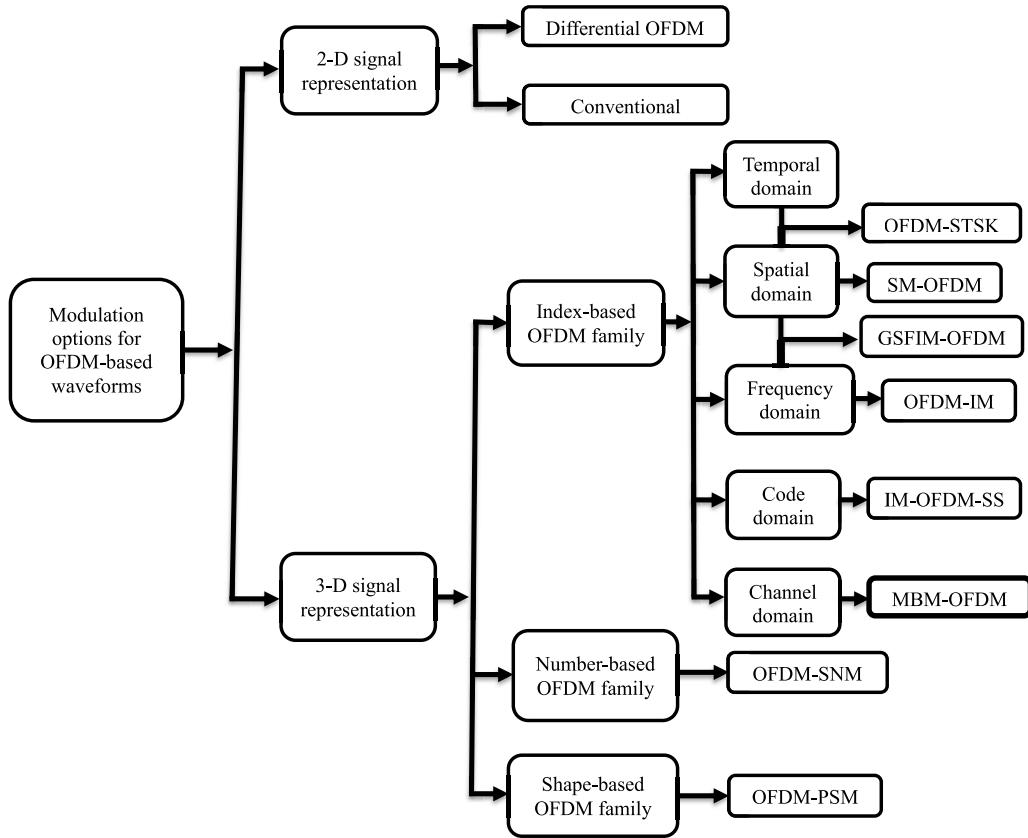 Modulation
options for
OFDM-based
waveforms
2-D signal
representation
Differential OFDM
Conventional
3-D signal
representation
Index-based
OFDM family
Temporal
domain
OFDM-STSK
Spatial
domain
SM-OFDM
GSFIM-OFDM
Frequency
domain
OFDM-IM
Code
domain
IM-OFDM-SS
Channel
domain
MBM-OFDM
Number-based
OFDM family
OFDM-SNM
Shape-based
OFDM family
OFDM-PSM